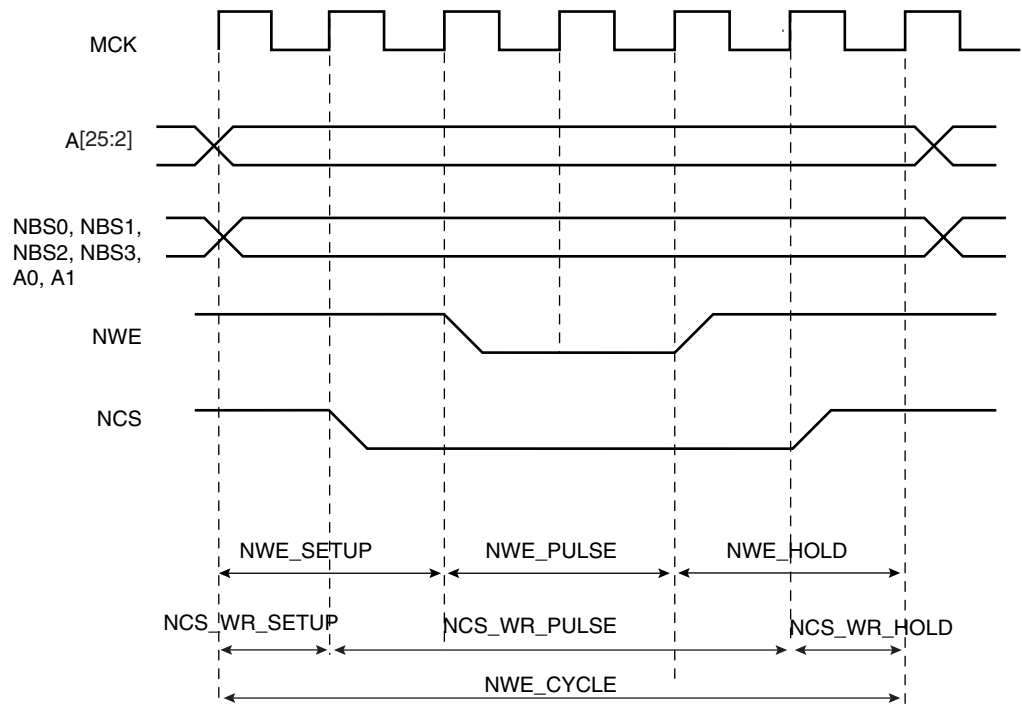 MCK
A[25:2]
NBS0, NBS1,
NBS2, NBS3,
A0, A1
NWE
NCS
NWE_SETUP NWE_PULSE NWE_HOLD
NCS_WR_SETUP NCS_WR_PULSE NCS_WR_HOLD
NWE_CYCLE